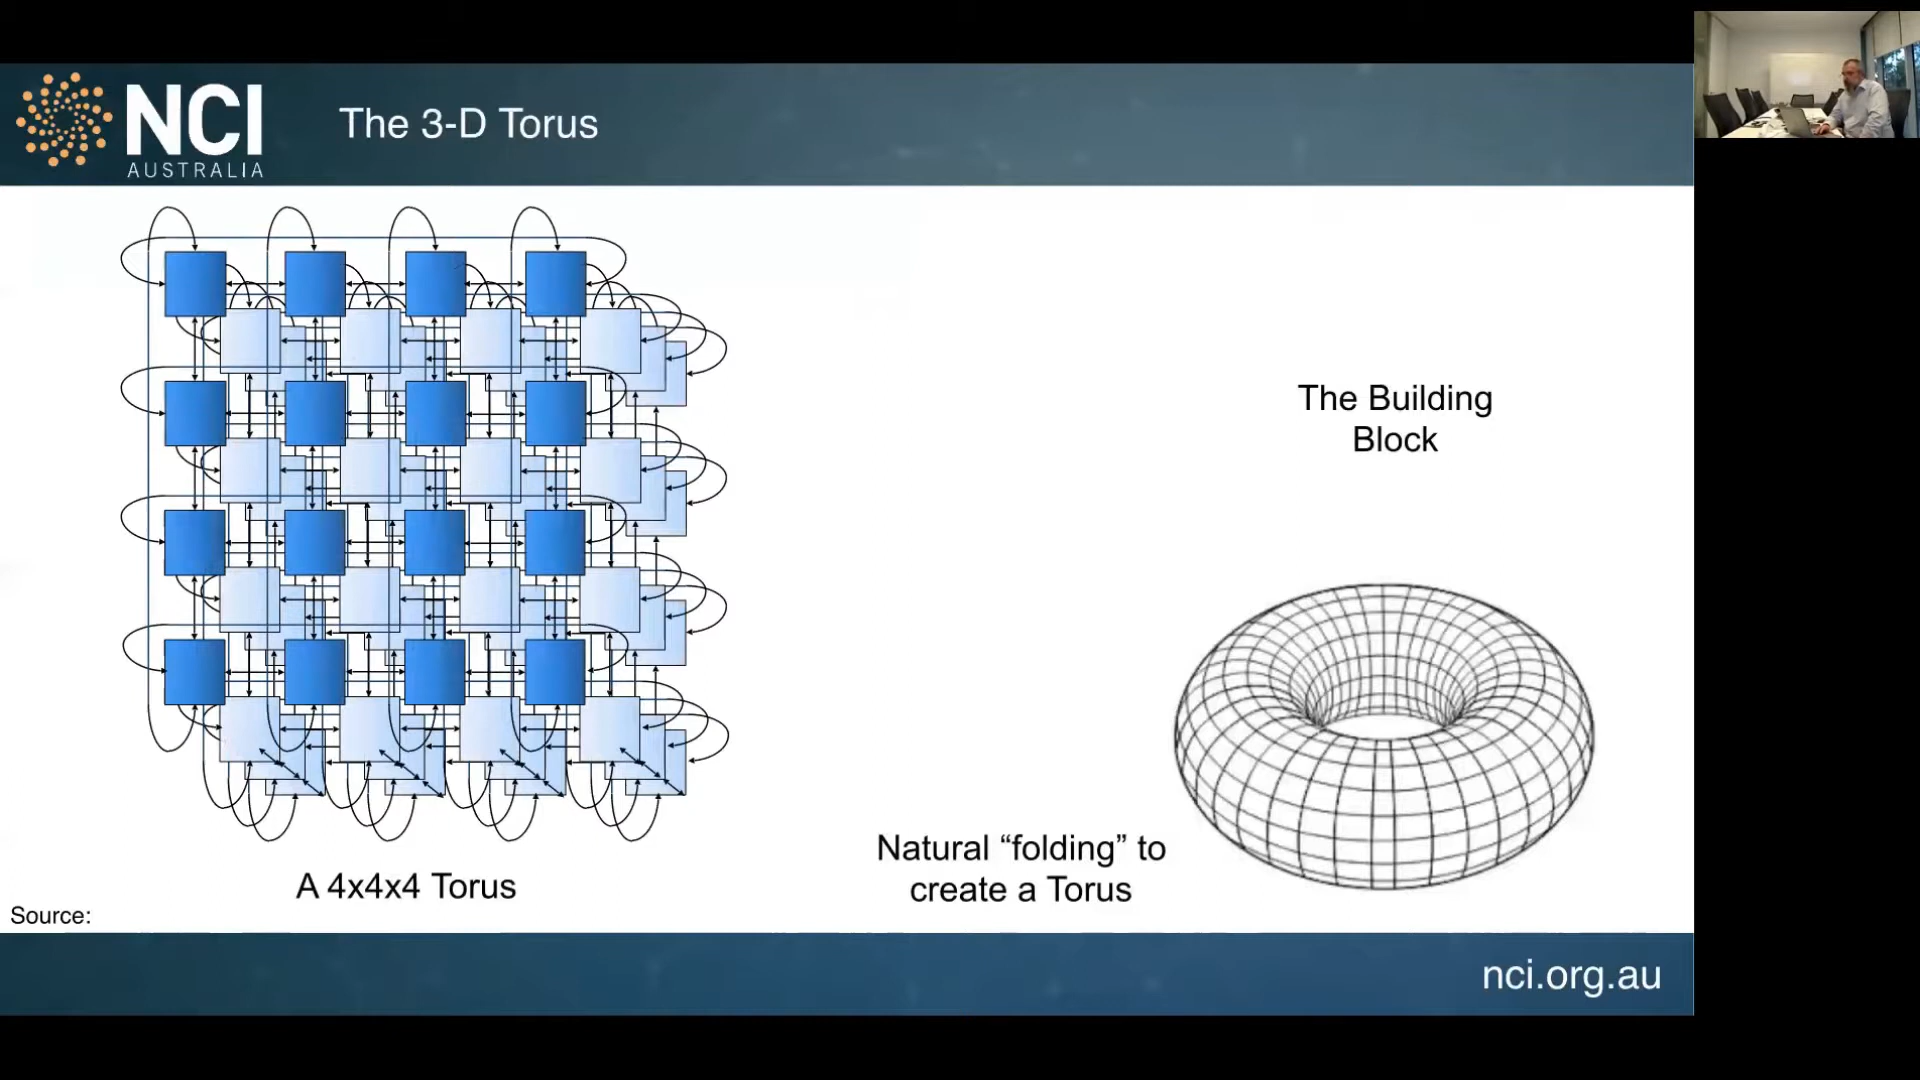 NCI
AUSTRALIA
The 3-D Torus
The Building
Block
Natural “folding” to
create a Torus
A 4x4x4 Torus
Source:
nci.org.au